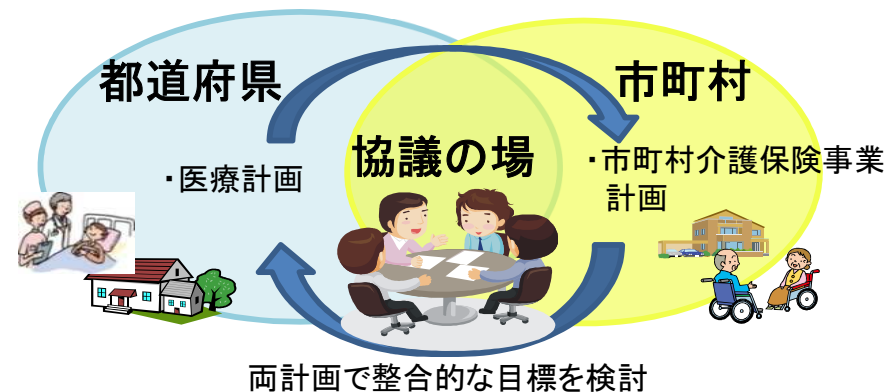 都道府県
市町村
協議の場
・医療計画
・市町村介護保険事業
計画
両計画で整合的な目標を検討